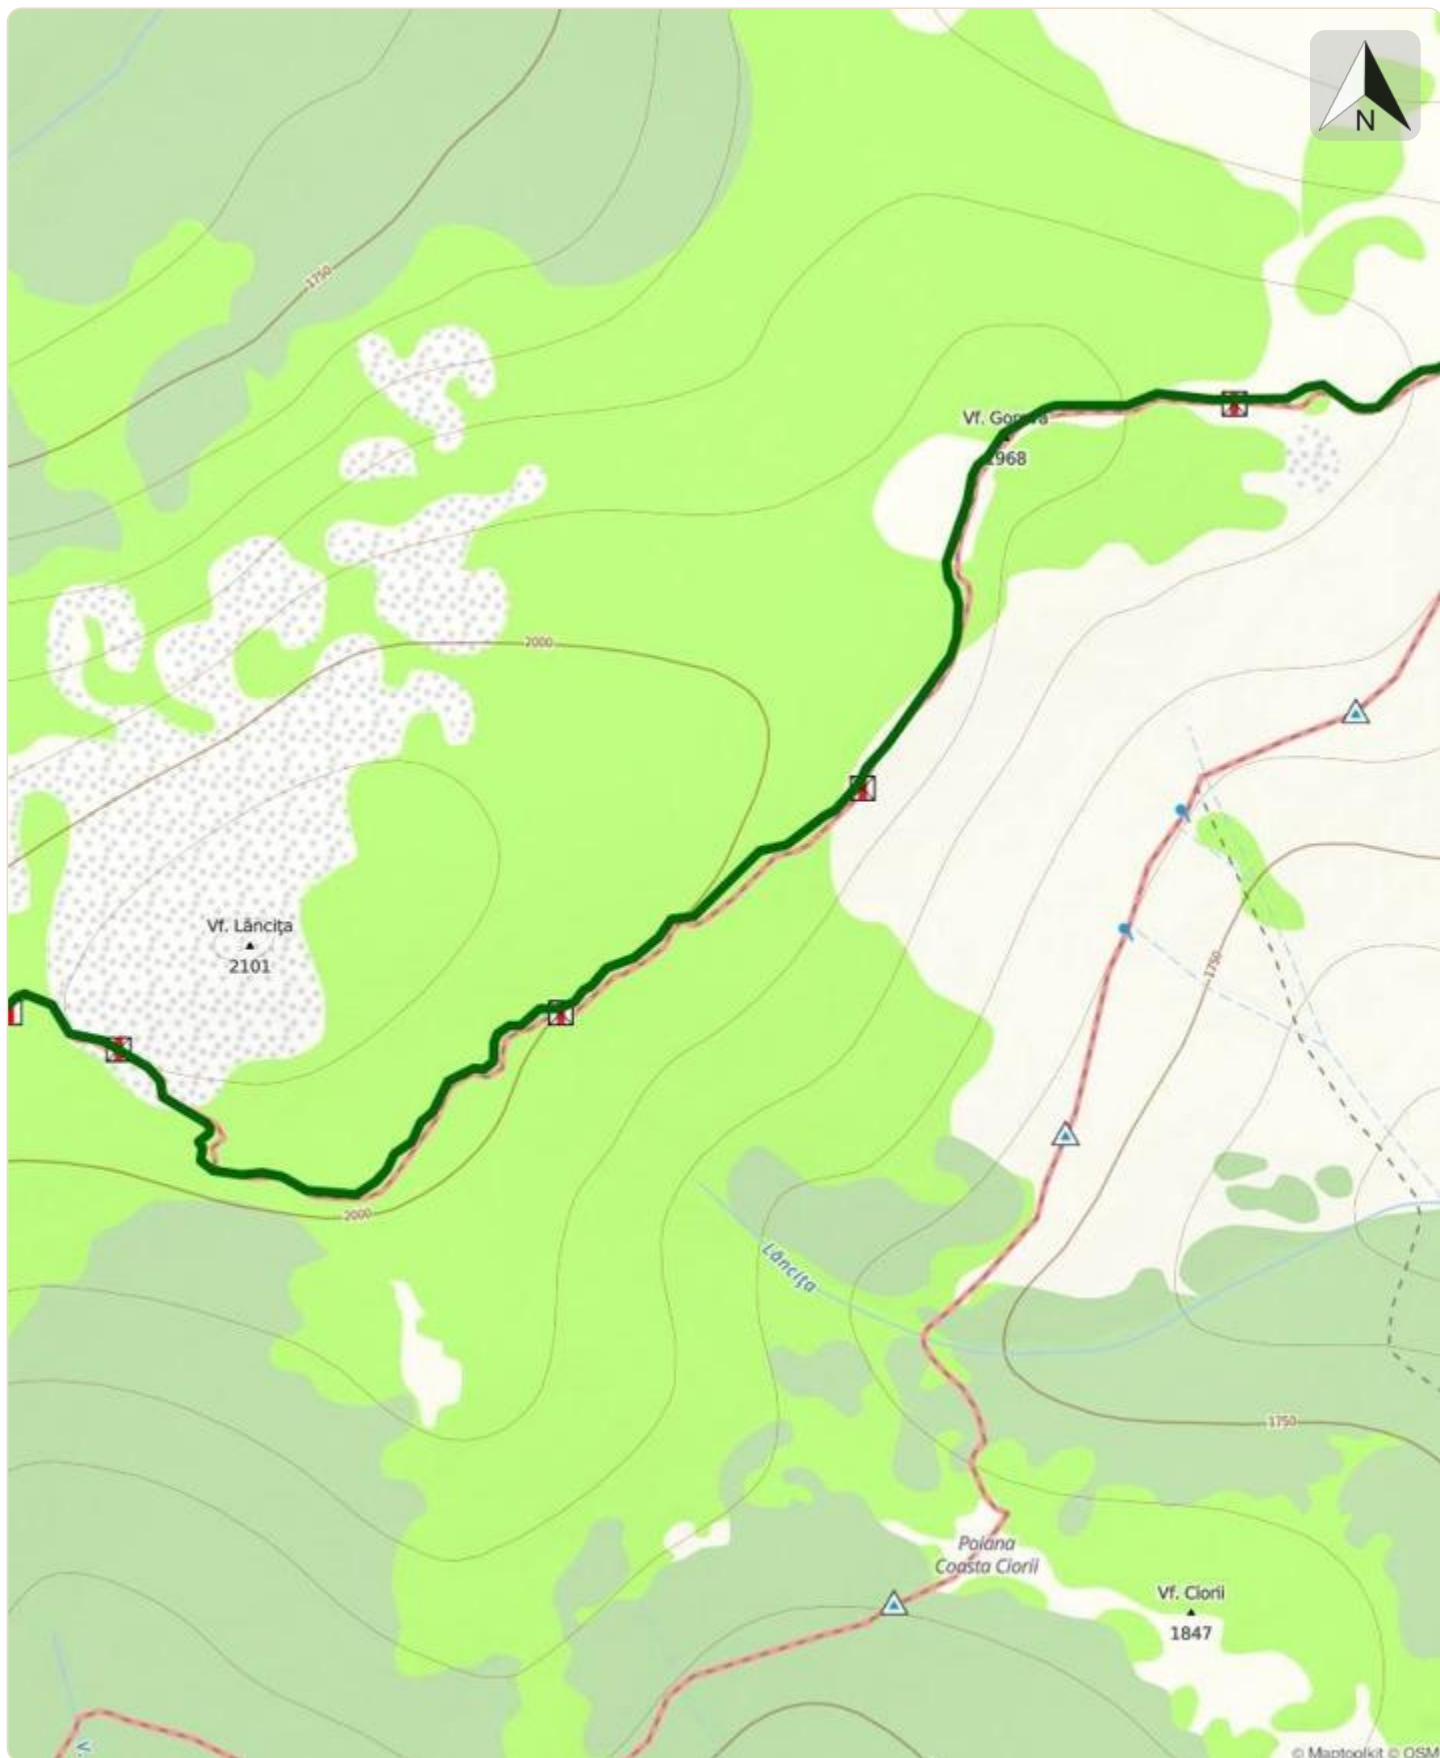 N
1750
Vf. Gorova
1968
2000
Vf. Lăncița
2101
1750
2000
Lăncița
1750
Poiana
Coasta Ciorii
Vf. Ciorii
1847
V.
© Maptoolkit © OSM